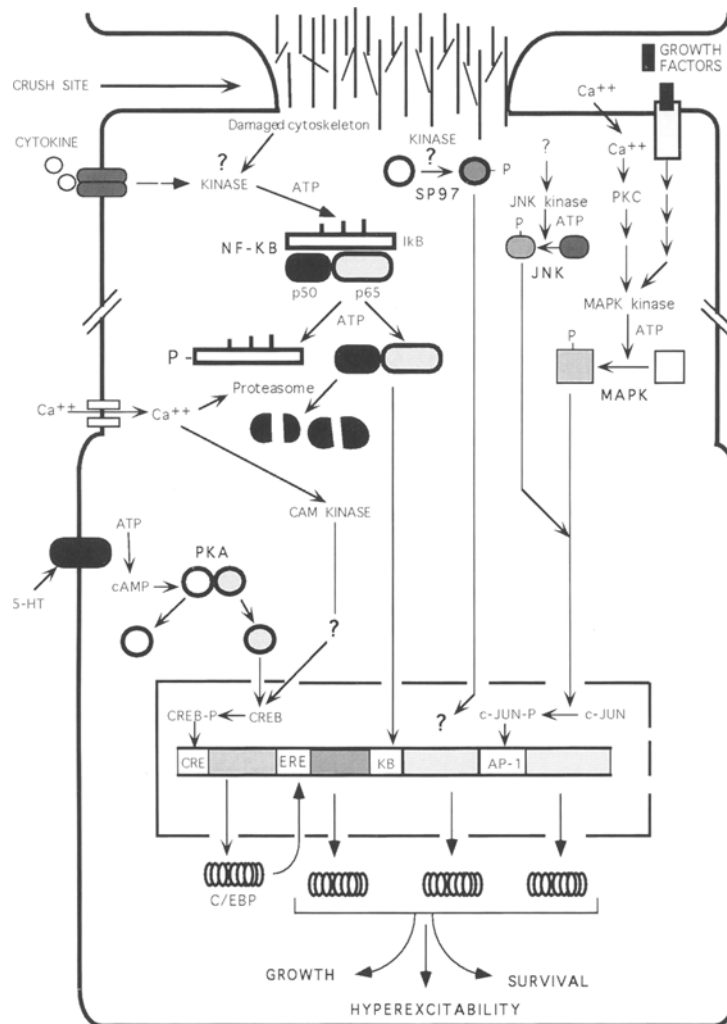 GROWTH
FACTORS
CRUSH SITE
Ca++
Damaged cytoskeleton
CYTOKINE
?
KINASE
ATP
KINASE
?
P
SP97
?
Ca++
JNK kinase
PKC
P
ATP
JNK
NF-KB
IkB
p50
p65
ATP
MAPK kinase
ATP
P
MAPK
P -
Proteasome
Ca++
Ca++
CAM KINASE
ATP
PKA
cAMP
5-HT
?
CREB-P
CREB
?
c-JUN-P
c-JUN
CRE
ERE
KB
AP-1
C/EBP
GROWTH
SURVIVAL
HYPEREXCITABILITY